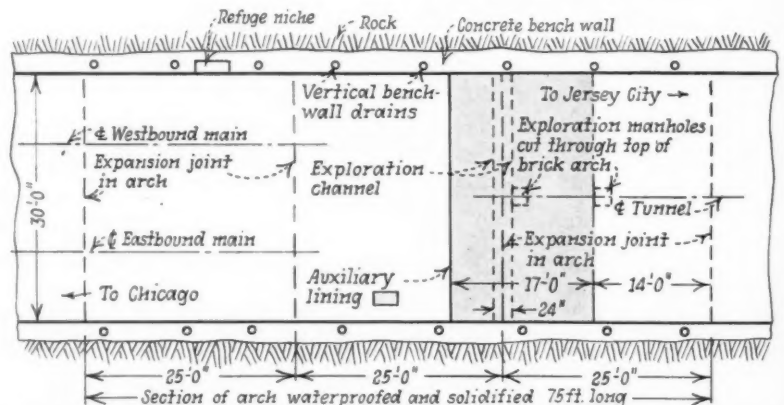 Refuge niche
Rock
Concrete bench wall
Vertical bench-
wall drains
To Jersey City
℄ Westbound main
Exploration manholes
cut through top of
brick arch
Expansion joint
in arch
Exploration
channel
℄ Tunnel
30'-0"
℄ Eastbound main
Expansion joint
in arch
Auxiliary
lining
17'-0"
14'-0"
To Chicago
24"
25'-0"
25'-0"
25'-0"
Section of arch waterproofed and solidified 75ft. long